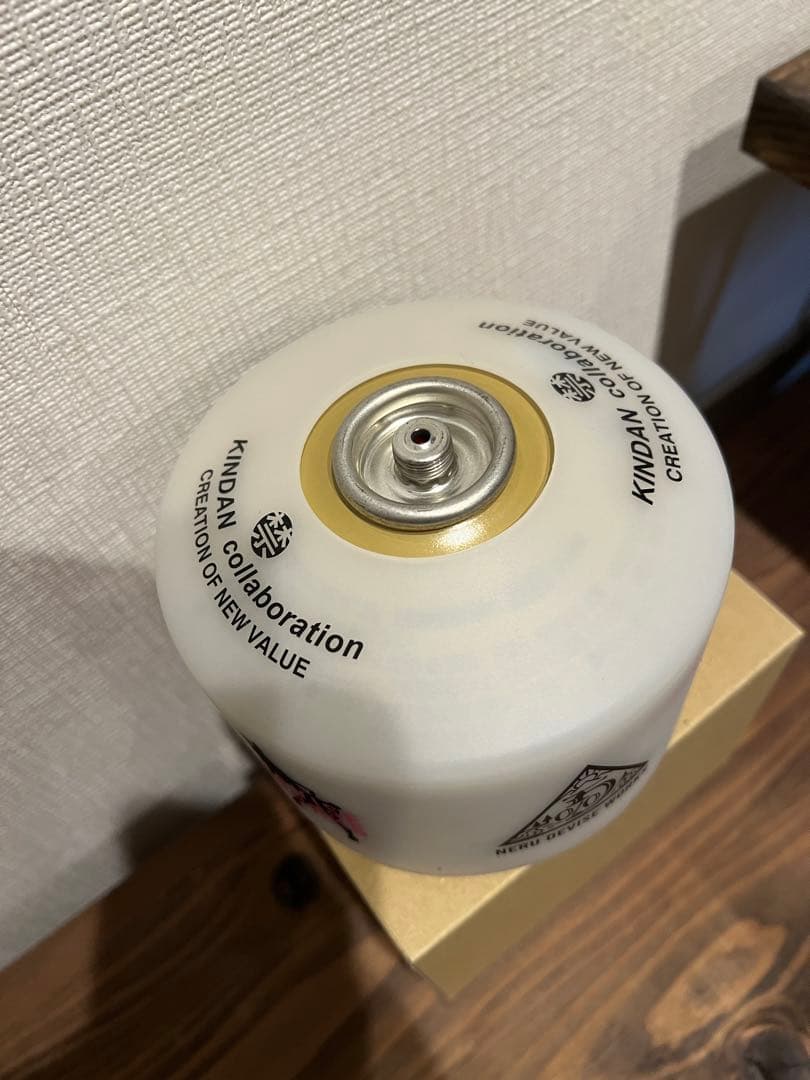 KINDAN collaboration
CREATION OF NEW VALUE
KINDAN collaboration
CREATION OF NEW VALUE
NERU DEVISE WORKS